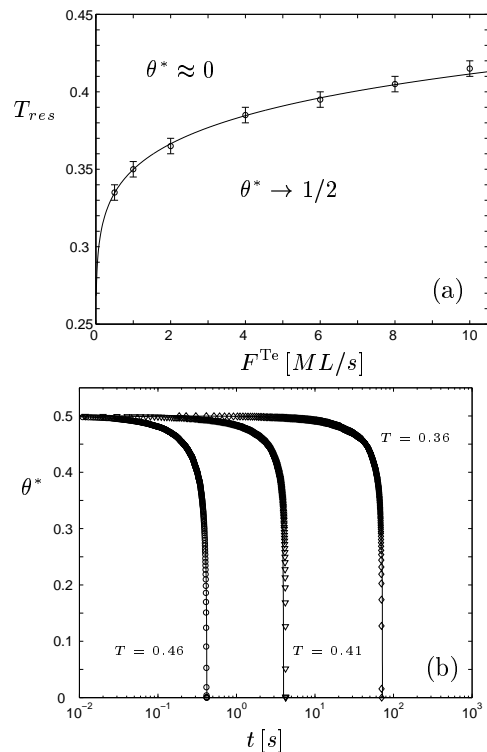 0.45
θ* ≈ 0
0.4
T_res
0.35
θ* → 1/2
0.3
(a)
0.25
0 2 4 6 8 10
F^Te [ML/s]
0.5
T = 0.36
0.4
θ*
0.3
0.2
0.1
T = 0.46 T = 0.41
(b)
0
10^−2 10^−1 10^0 10^1 10^2 10^3
t [s]